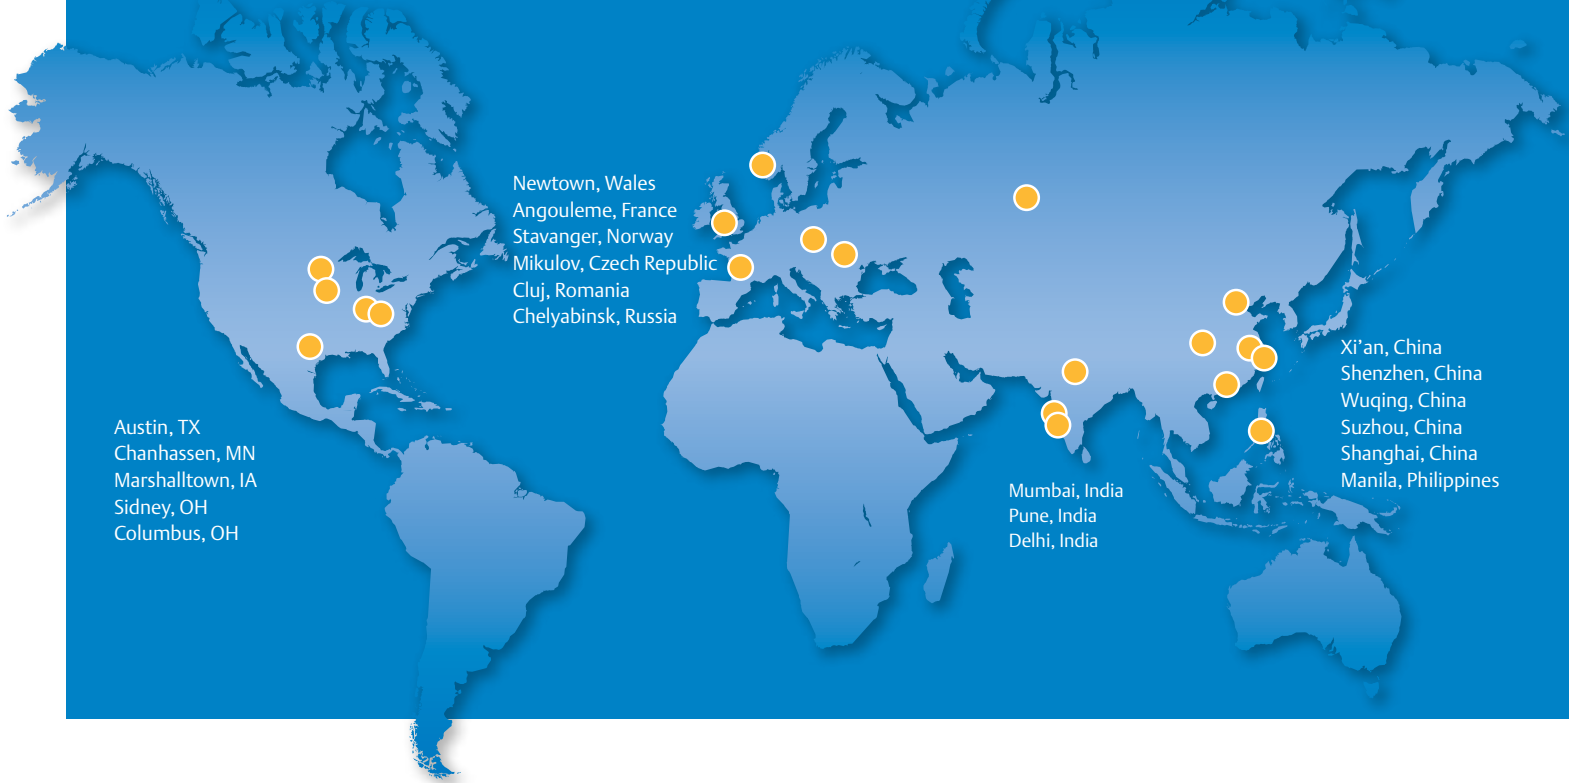 Newtown, Wales
Angouleme, France
Stavanger, Norway
Mikulov, Czech Republic
Cluj, Romania
Chelyabinsk, Russia
Xi’an, China
Shenzhen, China
Wuqing, China
Suzhou, China
Shanghai, China
Manila, Philippines
Austin, TX
Chanhassen, MN
Marshalltown, IA
Sidney, OH
Columbus, OH
Mumbai, India
Pune, India
Delhi, India